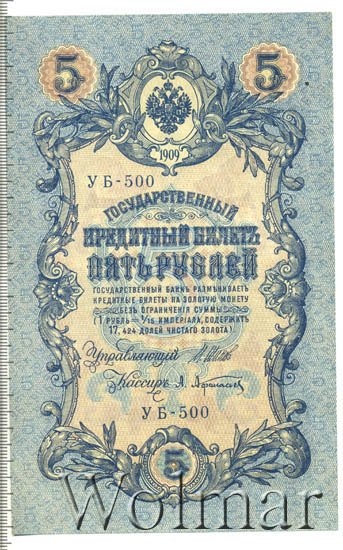 5 5
1909
УБ-500
ГОСУДАРСТВЕННЫЙ
КРЕДИТНЫЙ БИЛЕТЪ
ПЯТЬ РУБЛЕЙ
ГОСУДАРСТВЕННЫЙ БАНКЪ РАЗМѢНИВАЕТЪ
КРЕДИТНЫЕ БИЛЕТЫ НА ЗОЛОТУЮ МОНЕТУ
БЕЗЪ ОГРАНИЧЕНІЯ СУММЫ
(1 РУБЛЬ = 1/15 ИМПЕРІАЛА, СОДЕРЖИТЪ
17,424 ДОЛЕЙ ЧИСТАГО ЗОЛОТА).
Управляющій
Кассиръ
УБ-500
5
Wolmar